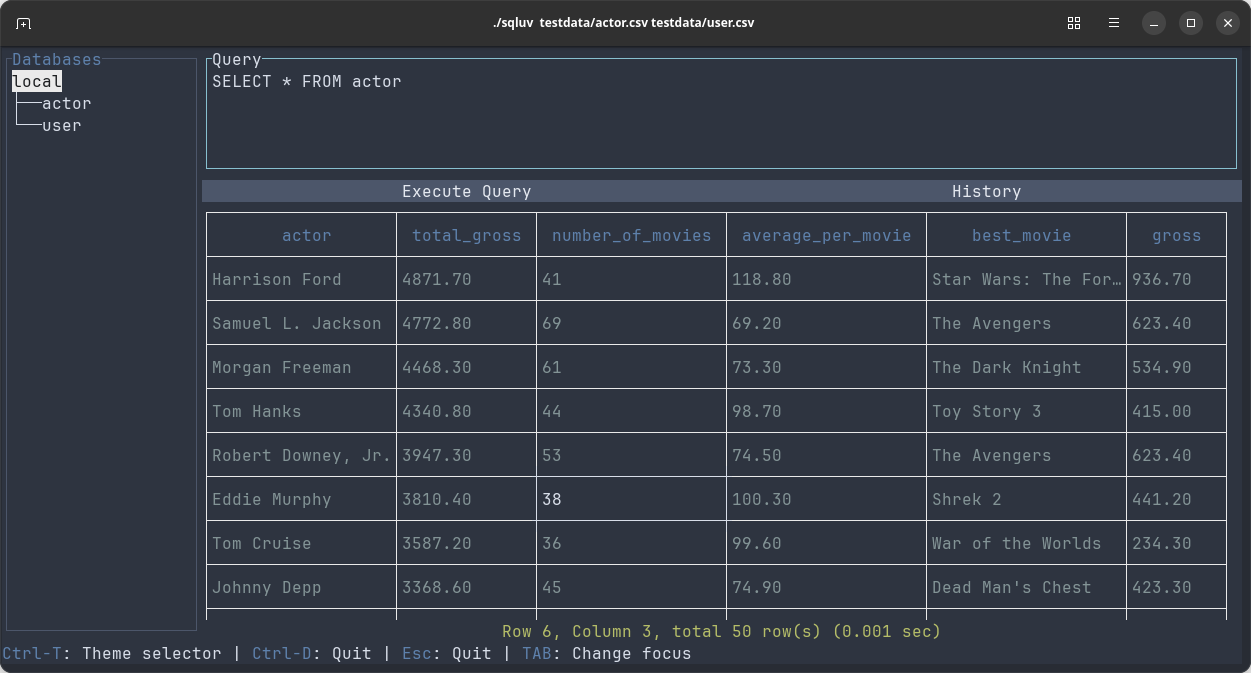 ./sqluv testdata/actor.csv testdata/user.csv
Databases
local
actor
user
Query
SELECT * FROM actor
Execute Query History
actor total_gross number_of_movies average_per_movie best_movie gross
Harrison Ford 4871.70 41 118.80 Star Wars: The For… 936.70
Samuel L. Jackson 4772.80 69 69.20 The Avengers 623.40
Morgan Freeman 4468.30 61 73.30 The Dark Knight 534.90
Tom Hanks 4340.80 44 98.70 Toy Story 3 415.00
Robert Downey, Jr. 3947.30 53 74.50 The Avengers 623.40
Eddie Murphy 3810.40 38 100.30 Shrek 2 441.20
Tom Cruise 3587.20 36 99.60 War of the Worlds 234.30
Johnny Depp 3368.60 45 74.90 Dead Man's Chest 423.30
Row 6, Column 3, total 50 row(s) (0.001 sec)
Ctrl-T: Theme selector | Ctrl-D: Quit | Esc: Quit | TAB: Change focus